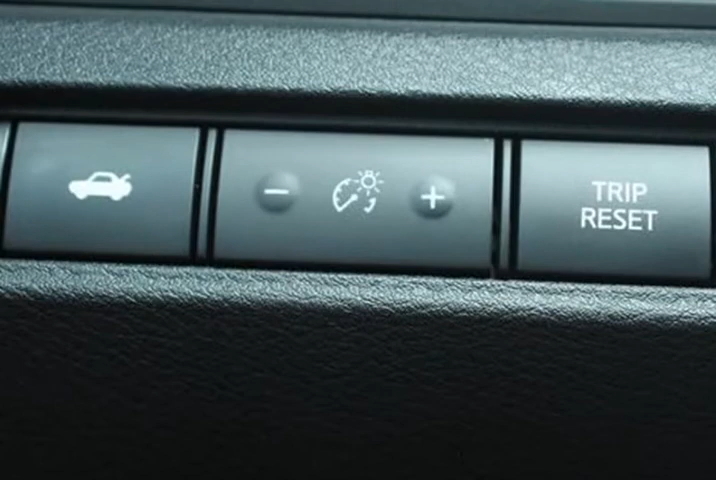 − +
TRIP
RESET